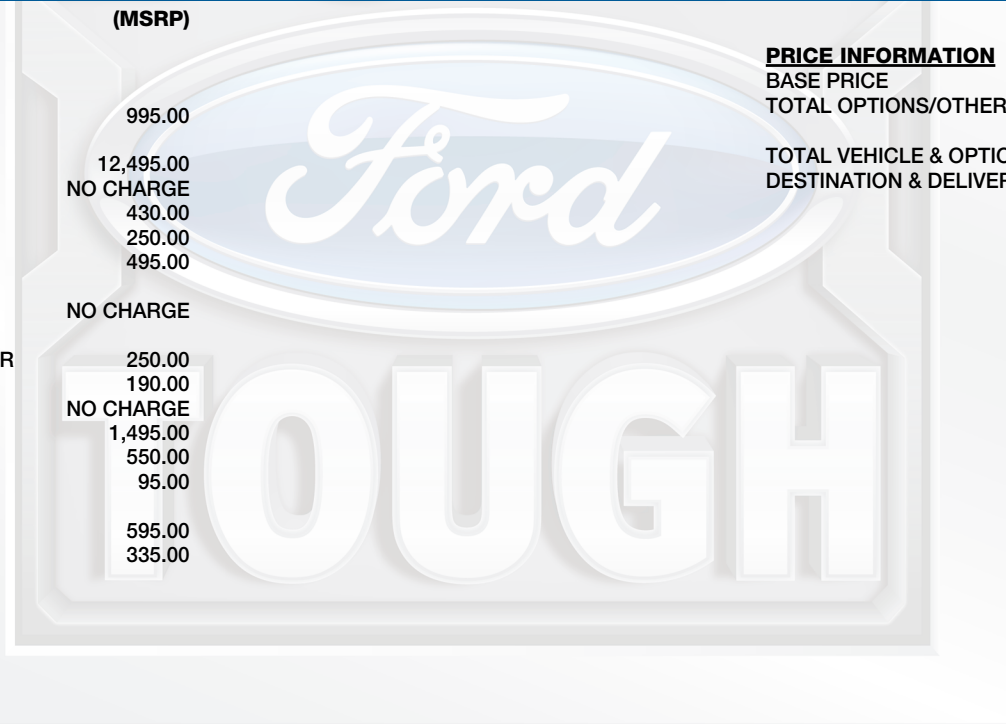 (MSRP)
995.00
12,495.00
NO CHARGE
430.00
250.00
495.00
NO CHARGE
R 250.00
190.00
NO CHARGE
1,495.00
550.00
95.00
595.00
335.00
PRICE INFORMATION
BASE PRICE
TOTAL OPTIONS/OTHER
TOTAL VEHICLE & OPTIO
DESTINATION & DELIVER
Ford
TOUGH